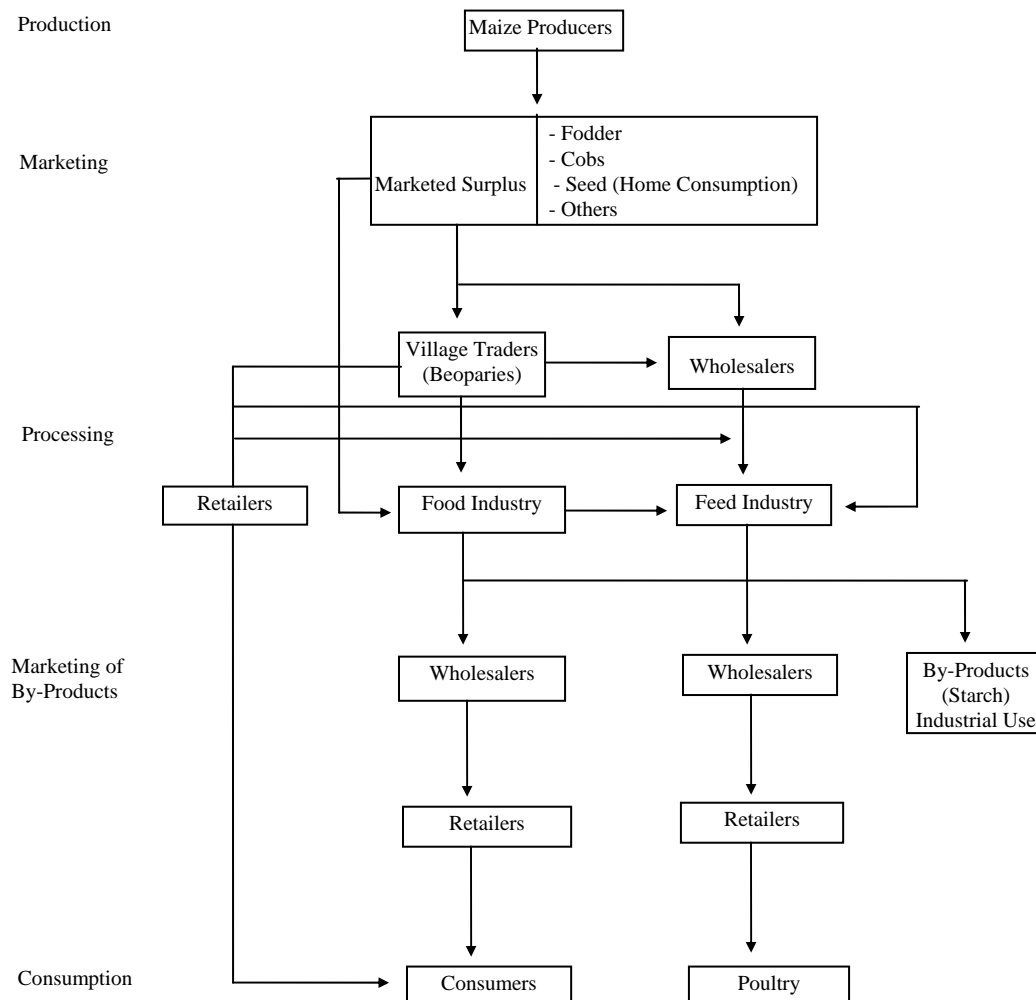 Production
Maize Producers
Marketing
Marketed Surplus
- Fodder
- Cobs
- Seed (Home Consumption)
- Others
Village Traders
(Beoparies)
Wholesalers
Processing
Retailers
Food Industry
Feed Industry
Marketing of
By-Products
Wholesalers
Wholesalers
By-Products
(Starch)
Industrial Use
Retailers
Retailers
Consumption
Consumers
Poultry